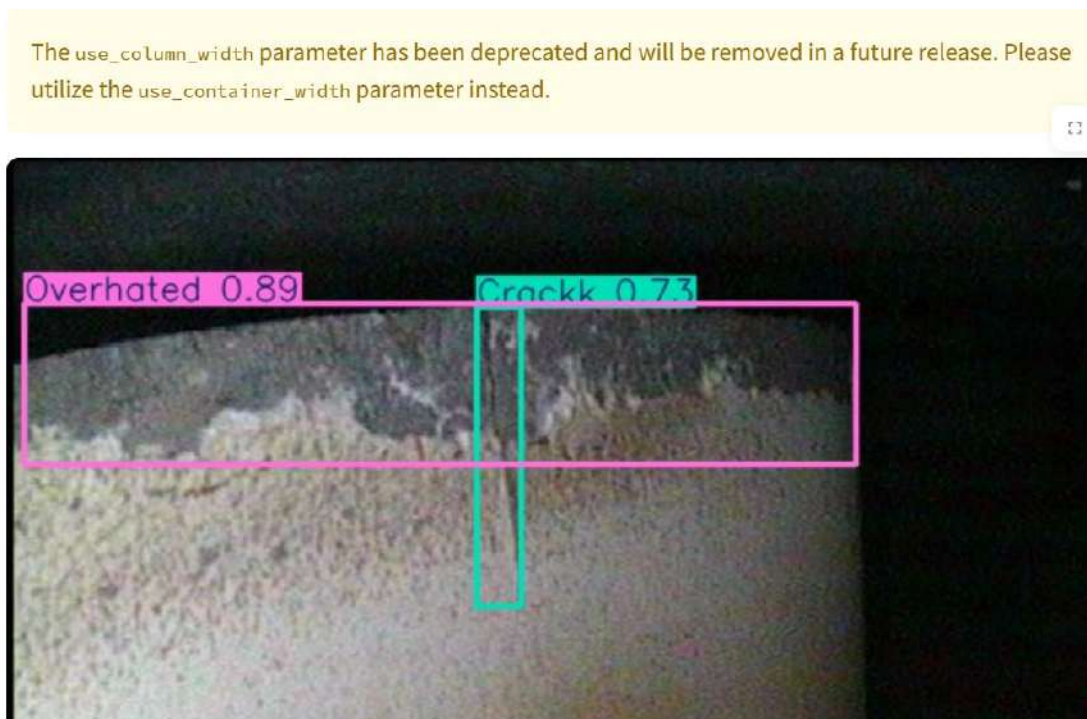 The use_column_width parameter has been deprecated and will be removed in a future release. Please
utilize the use_container_width parameter instead.
Overhated 0.89
Crackk 0.73